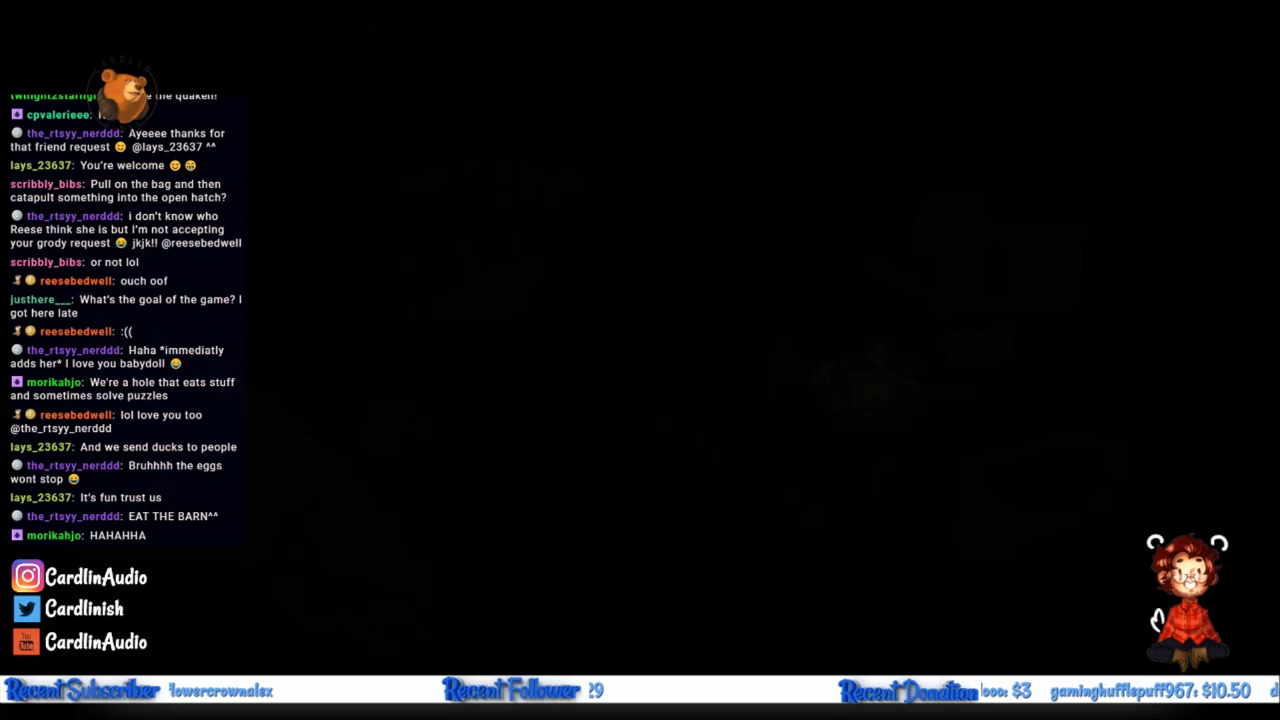 CARDLIN
the quaken!
cpvalerieee:
the_rtsyy_nerddd: Ayeeee thanks for
that friend request 😊 @lays_23637 ^^
lays_23637: You're welcome 😊 😁
scribbly_bibs: Pull on the bag and then
catapult something into the open hatch?
the_rtsyy_nerddd: i don't know who
Reese think she is but I'm not accepting
your grody request 😂 jkjk!! @reesebedwell
scribbly_bibs: or not lol
reesebedwell: ouch oof
justhere___: What's the goal of the game? I
got here late
reesebedwell: :((
the_rtsyy_nerddd: Haha *immediatly
adds her* I love you babydoll 😂
morikahjo: We're a hole that eats stuff
and sometimes solve puzzles
reesebedwell: lol love you too
@the_rtsyy_nerddd
lays_23637: And we send ducks to people
the_rtsyy_nerddd: Bruhhhh the eggs
wont stop 😂
lays_23637: It's fun trust us
the_rtsyy_nerddd: EAT THE BARN^^
morikahjo: HAHAHHA
CardlinAudio
Cardlinish
You Tube CardlinAudio
Recent Subscriber lowercrownalex Recent Follower 29 Recent Donation looo: $3 gaminghufflepuff967: $10.50 d